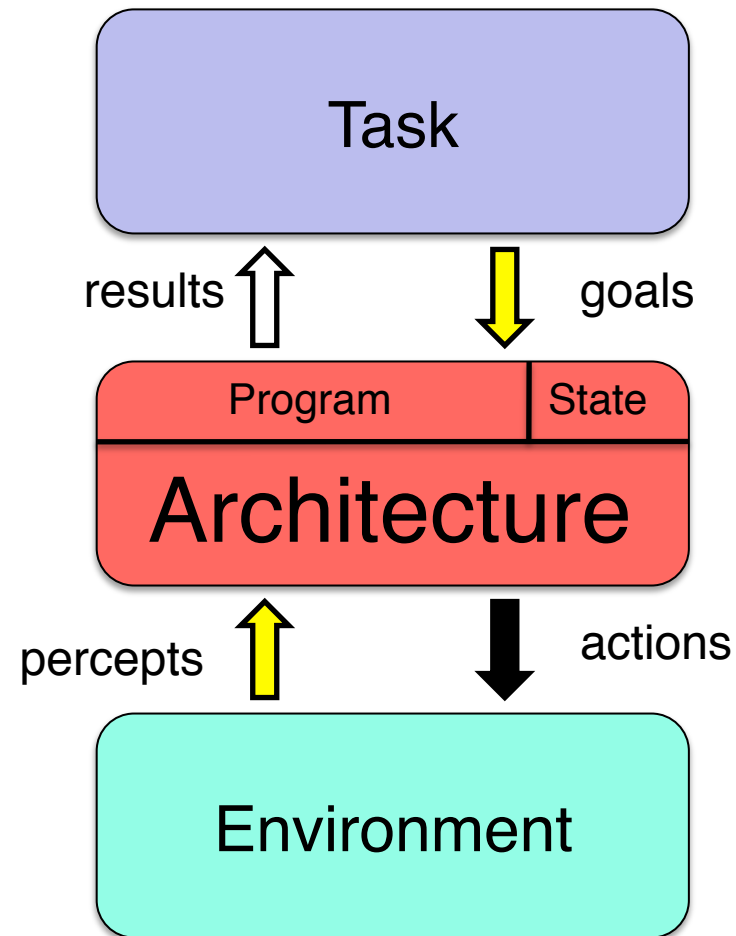 Task
results
goals
Program
State
Architecture
percepts
actions
Environment